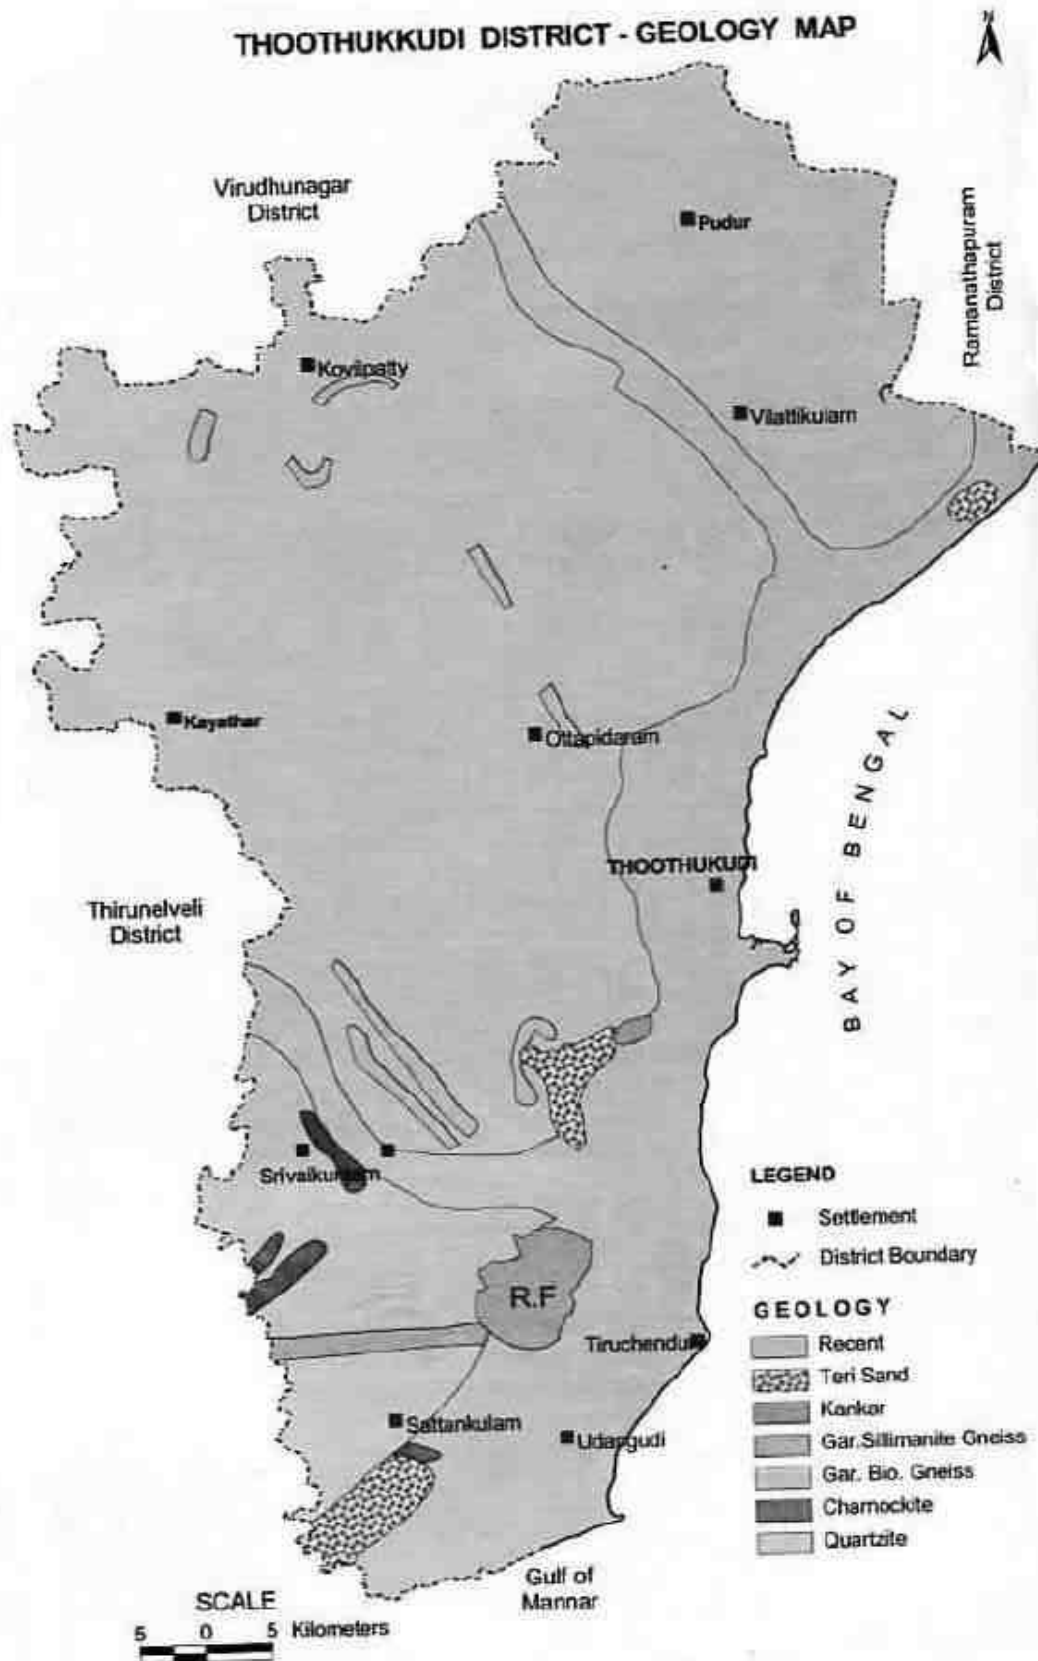 THOOTHUKKUDI DISTRICT - GEOLOGY MAP
N
Virudhunagar
District
Pudur
Ramanathapuram
District
Kovilpatty
Vilattikulam
Kayathar
Ottapidaram
THOOTHUKUDI
BAY OF BENGAL
Thirunelveli
District
Srivaikuntam
R.F
Tiruchendur
Sattankulam
Udangudi
Gulf of
Mannar
LEGEND
Settlement
District Boundary
GEOLOGY
Recent
Teri Sand
Kankar
Gar.Sillimanite Gneiss
Gar. Bio. Gneiss
Charnockite
Quartzite
SCALE
5 0 5 Kilometers